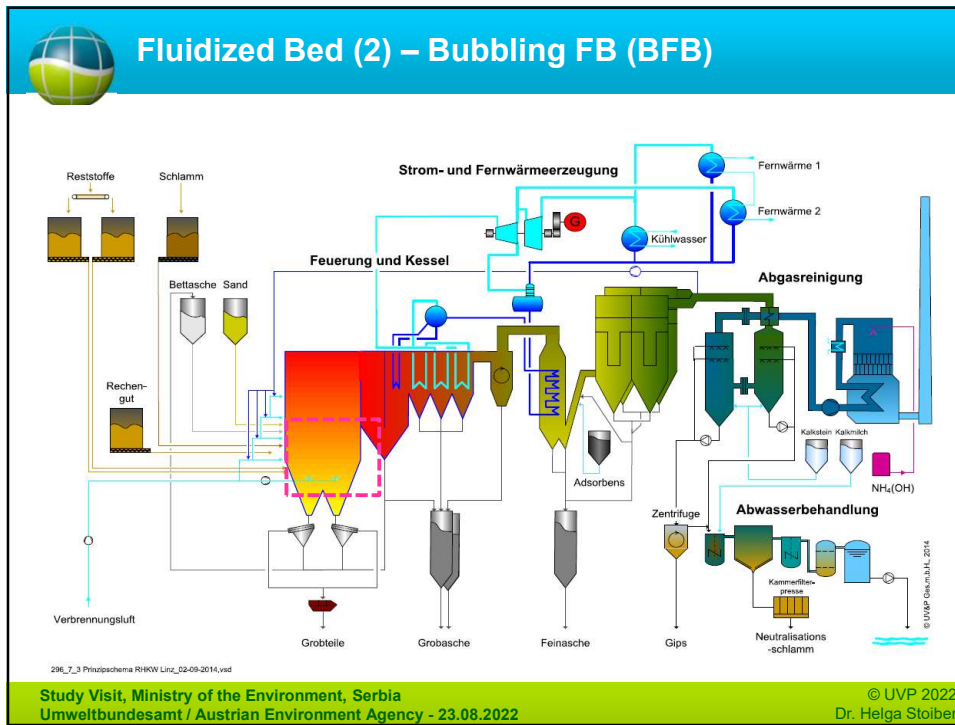 Fluidized Bed (2) – Bubbling FB (BFB)
Strom- und Fernwärmeerzeugung
Fernwärme 1
Fernwärme 2
Reststoffe
Schlamm
G
Kühlwasser
Feuerung und Kessel
Abgasreinigung
Bettasche
Sand
Rechen-
gut
Adsorbens
Kalkstein
Kalkmilch
NH₄(OH)
Zentrifuge
Abwasserbehandlung
Kammerfilter-
presse
Verbrennungsluft
Grobteile
Grobasche
Feinasche
Gips
Neutralisations
-schlamm
© UV&P Ges.m.b.H., 2014
296_7_3 Prinzipschema RHKW Linz_02-09-2014.vsd
Study Visit, Ministry of the Environment, Serbia
Umweltbundesamt / Austrian Environment Agency - 23.08.2022
© UVP 2022
Dr. Helga Stoiber